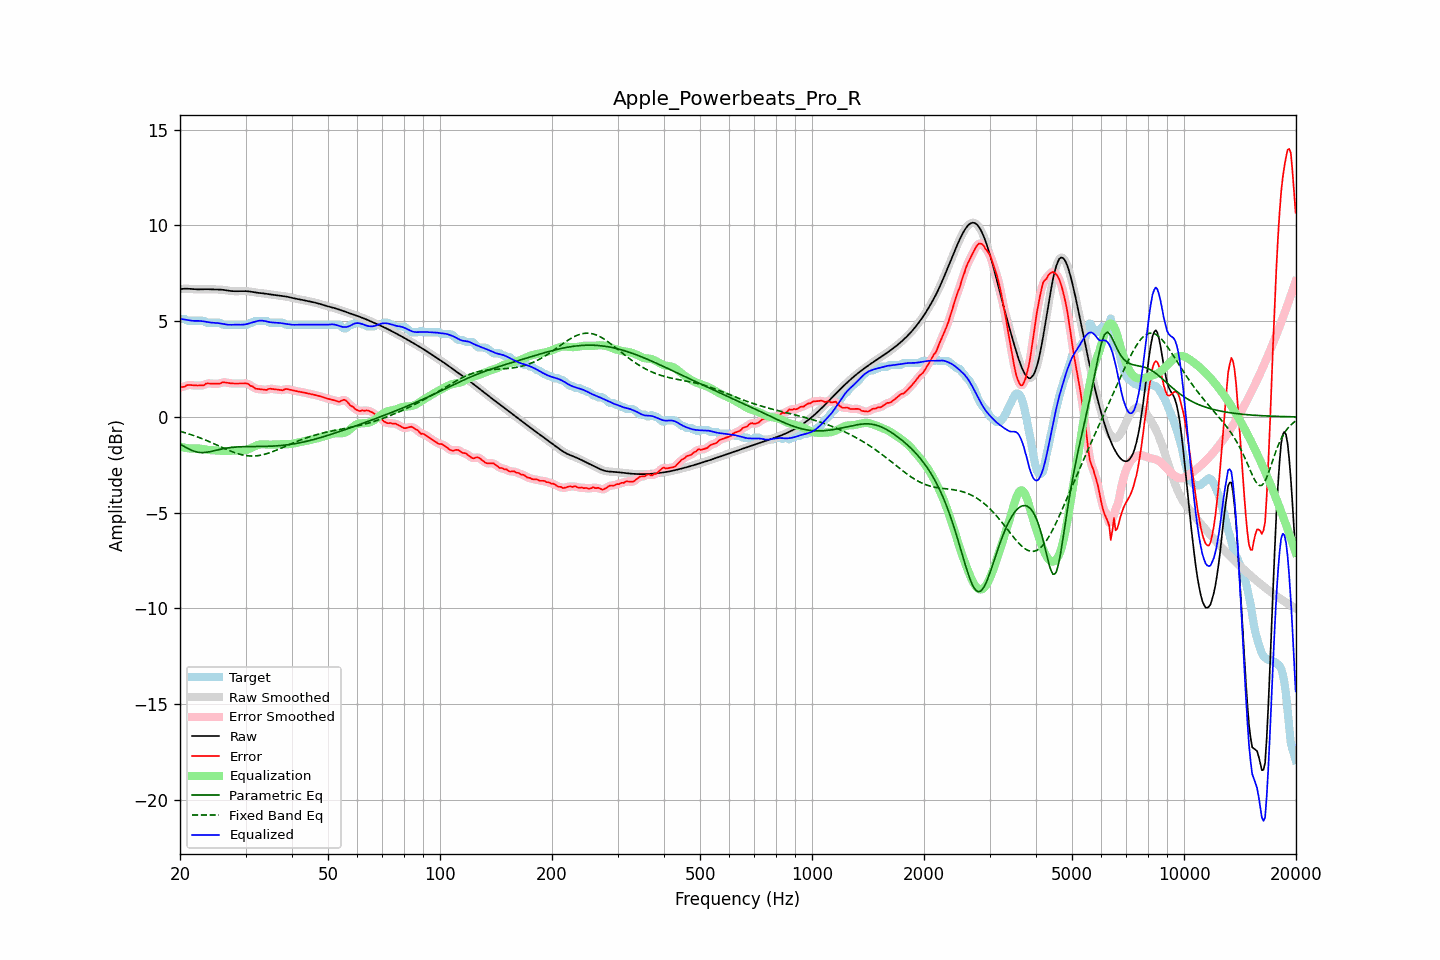 Apple_Powerbeats_Pro_R
Amplitude (dBr)
15
10
5
0
−5
−10
−15
−20
Target
Raw Smoothed
Error Smoothed
Raw
Error
Equalization
Parametric Eq
Fixed Band Eq
Equalized
20 50 100 200 500 1000 2000 5000 10000 20000
Frequency (Hz)